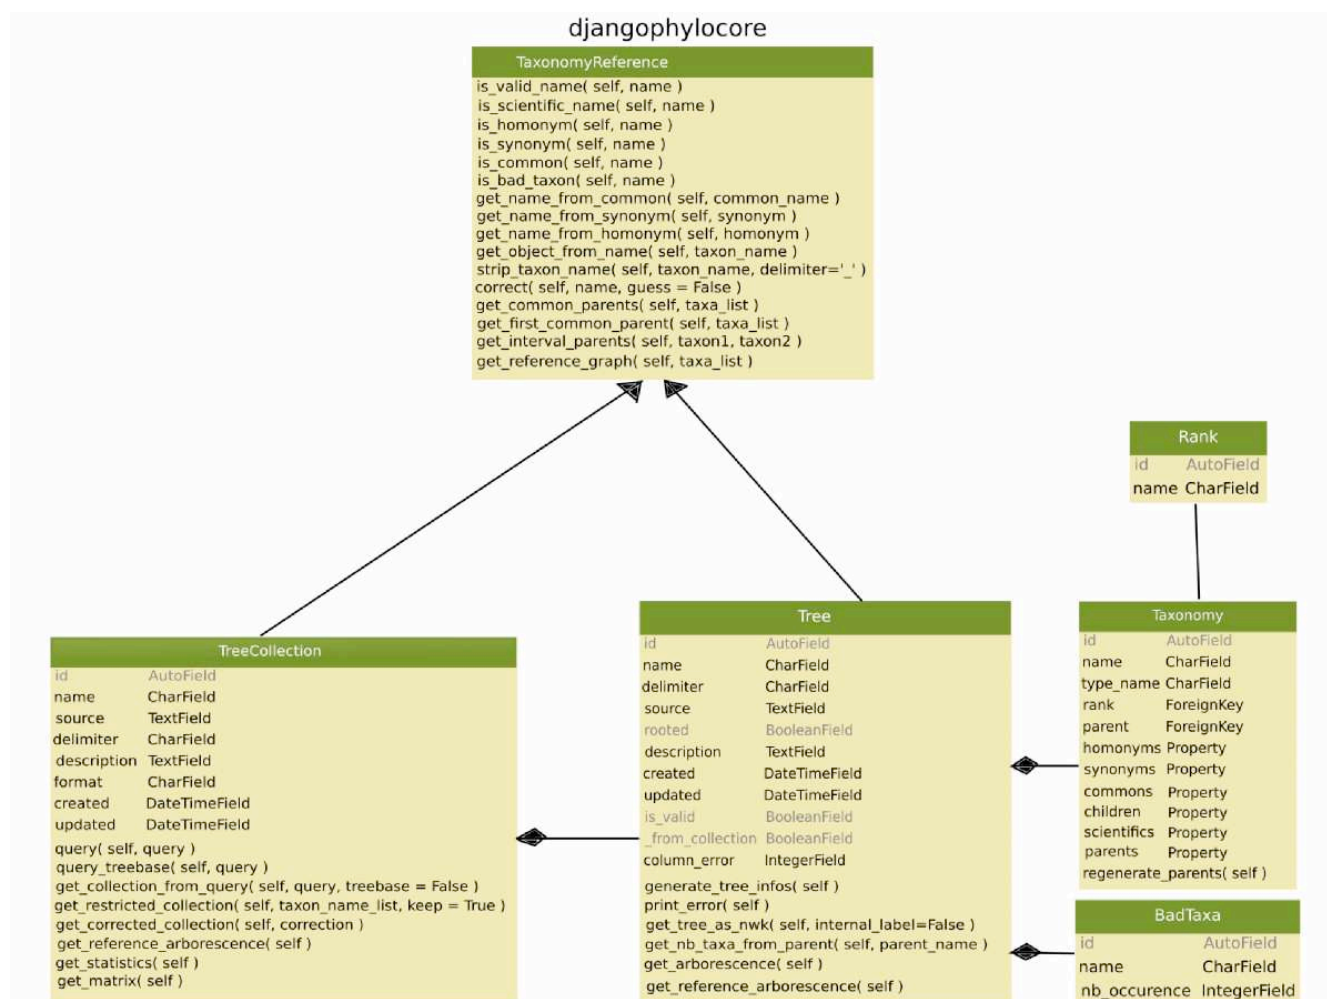 djangophylocore
TaxonomyReference
is_valid_name( self, name )
is_scientific_name( self, name )
is_homonym( self, name )
is_synonym( self, name )
is_common( self, name )
is_bad_taxon( self, name )
get_name_from_common( self, common_name )
get_name_from_synonym( self, synonym )
get_name_from_homonym( self, homonym )
get_object_from_name( self, taxon_name )
strip_taxon_name( self, taxon_name, delimiter='_' )
correct( self, name, guess = False )
get_common_parents( self, taxa_list )
get_first_common_parent( self, taxa_list )
get_interval_parents( self, taxon1, taxon2 )
get_reference_graph( self, taxa_list )
Rank
id AutoField
name CharField
TreeCollection
id AutoField
name CharField
source TextField
delimiter CharField
description TextField
format CharField
created DateTimeField
updated DateTimeField
query( self, query )
query_treebase( self, query )
get_collection_from_query( self, query, treebase = False )
get_restricted_collection( self, taxon_name_list, keep = True )
get_corrected_collection( self, correction )
get_reference_arborescence( self )
get_statistics( self )
get_matrix( self )
Tree
id AutoField
name CharField
delimiter CharField
source TextField
rooted BooleanField
description TextField
created DateTimeField
updated DateTimeField
is_valid BooleanField
_from_collection BooleanField
column_error IntegerField
generate_tree_infos( self )
print_error( self )
get_tree_as_nwk( self, internal_label=False )
get_nb_taxa_from_parent( self, parent_name )
get_arborescence( self )
get_reference_arborescence( self )
Taxonomy
id AutoField
name CharField
type_name CharField
rank ForeignKey
parent ForeignKey
homonyms Property
synonyms Property
commons Property
children Property
scientifics Property
parents Property
regenerate_parents( self )
BadTaxa
id AutoField
name CharField
nb_occurence IntegerField